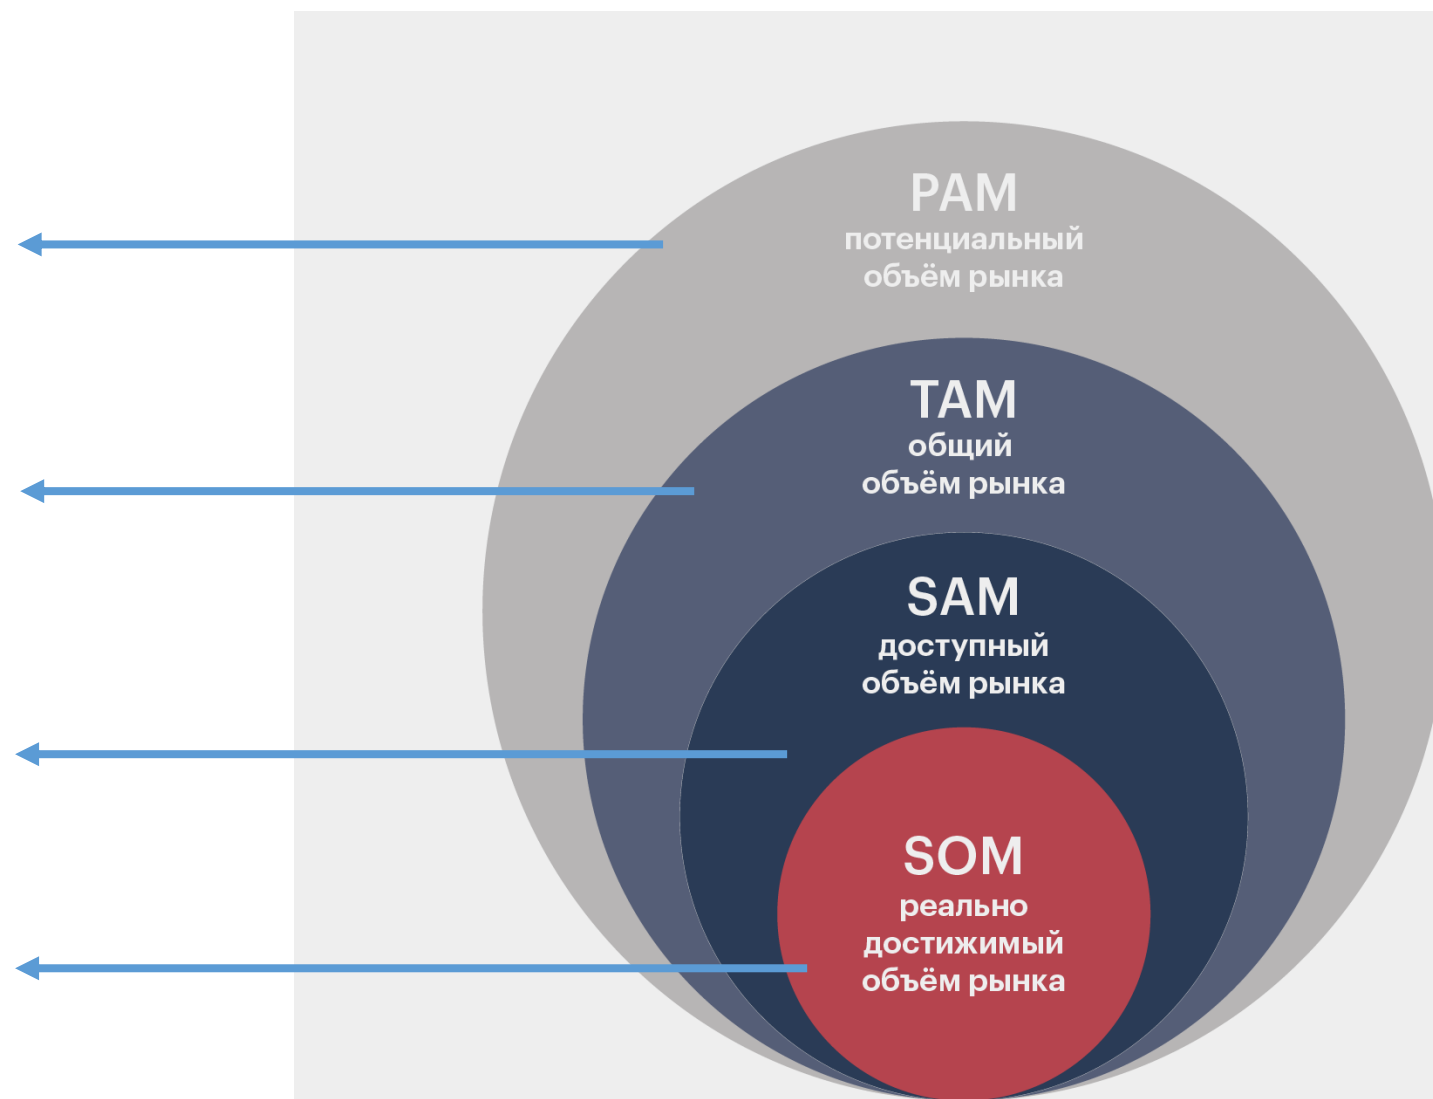 PAM
потенциальный
объём рынка
TAM
общий
объём рынка
SAM
доступный
объём рынка
SOM
реально
достижимый
объём рынка